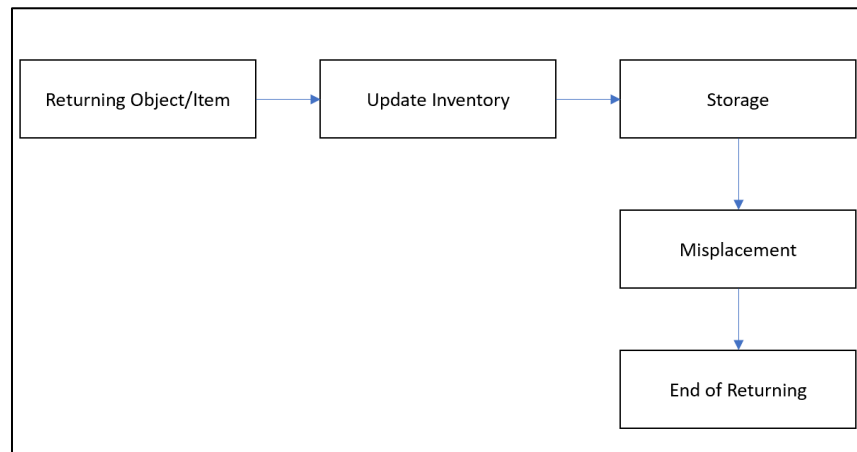 Returning Object/Item
Update Inventory
Storage
Misplacement
End of Returning